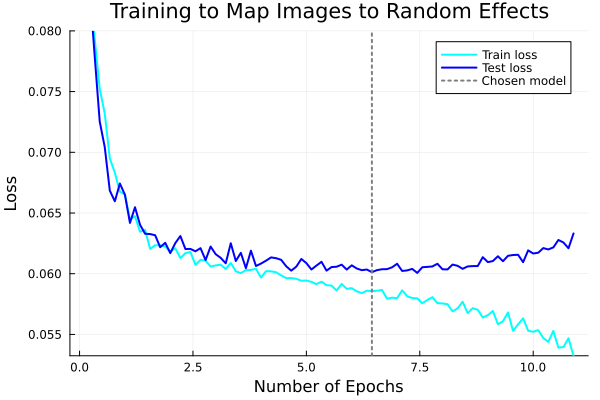 Training to Map Images to Random Effects
0.080
0.075
0.070
0.065
0.060
0.055
Loss
Train loss
Test loss
Chosen model
0.0
2.5
5.0
7.5
10.0
Number of Epochs